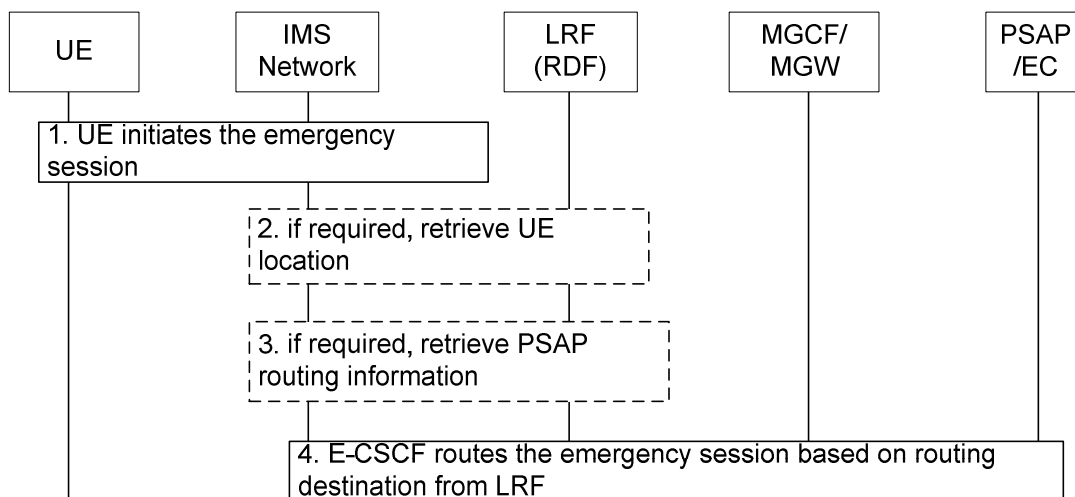 UE
IMS
Network
LRF
(RDF)
MGCF/
MGW
PSAP
/EC
1. UE initiates the emergency
session
2. if required, retrieve UE
location
3. if required, retrieve PSAP
routing information
4. E-CSCF routes the emergency session based on routing
destination from LRF